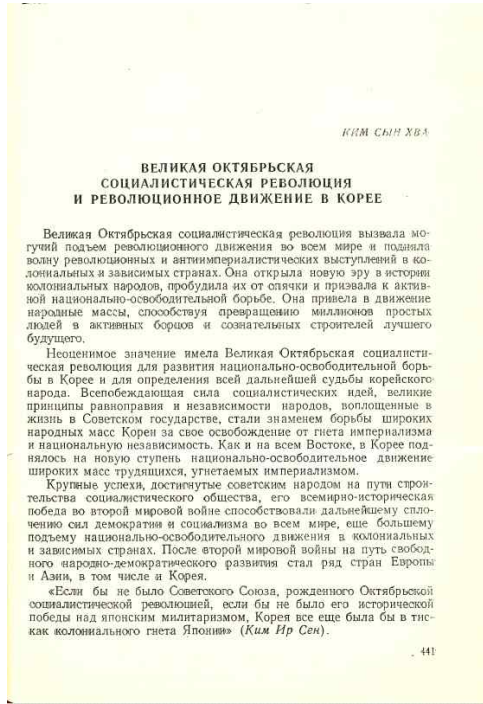 КИМ СЫН ХВА
ВЕЛИКАЯ ОКТЯБРЬСКАЯ
СОЦИАЛИСТИЧЕСКАЯ РЕВОЛЮЦИЯ
И РЕВОЛЮЦИОННОЕ ДВИЖЕНИЕ В КОРЕЕ
Великая Октябрьская социалистическая революция вызвала мо-
гучий подъем революционного движения во всем мире и подняла
волну революционных и антиимпериалистических выступлений в ко-
лониальных и зависимых странах. Она открыла новую эру в истории
колониальных народов, пробудила их от спячки и призвала к актив-
ной национально-освободительной борьбе. Она привела в движение
народные массы, способствуя превращению миллионов простых
людей в активных борцов и сознательных строителей лучшего
будущего.
Неоценимое значение имела Великая Октябрьская социалисти-
ческая революция для развития национально-освободительной борь-
бы в Корее и для определения всей дальнейшей судьбы корейского
народа. Всепобеждающая сила социалистических идей, великие
принципы равноправия и независимости народов, воплощенные в
жизнь в Советском государстве, стали знаменем борьбы широких
народных масс Кореи за свое освобождение от гнета империализма
и национальную независимость. Как и на всем Востоке, в Корее под-
нялось на новую ступень национально-освободительное движение
широких масс трудящихся, угнетаемых империализмом.
Крупные успехи, достигнутые советским народом на пути строи-
тельства социалистического общества, его всемирно-историческая
победа во второй мировой войне способствовали дальнейшему спло-
чению сил демократии и социализма во всем мире, еще большему
подъему национально-освободительного движения в колониальных
и зависимых странах. После второй мировой войны на путь свобод-
ного народно-демократического развития стал ряд стран Европы
и Азии, в том числе и Корея.
«Если бы не было Советского Союза, рожденного Октябрьской
социалистической революцией, если бы не было его исторической
победы над японским милитаризмом, Корея все еще была бы в тис-
ках колониального гнета Японии» (Ким Ир Сен).
441